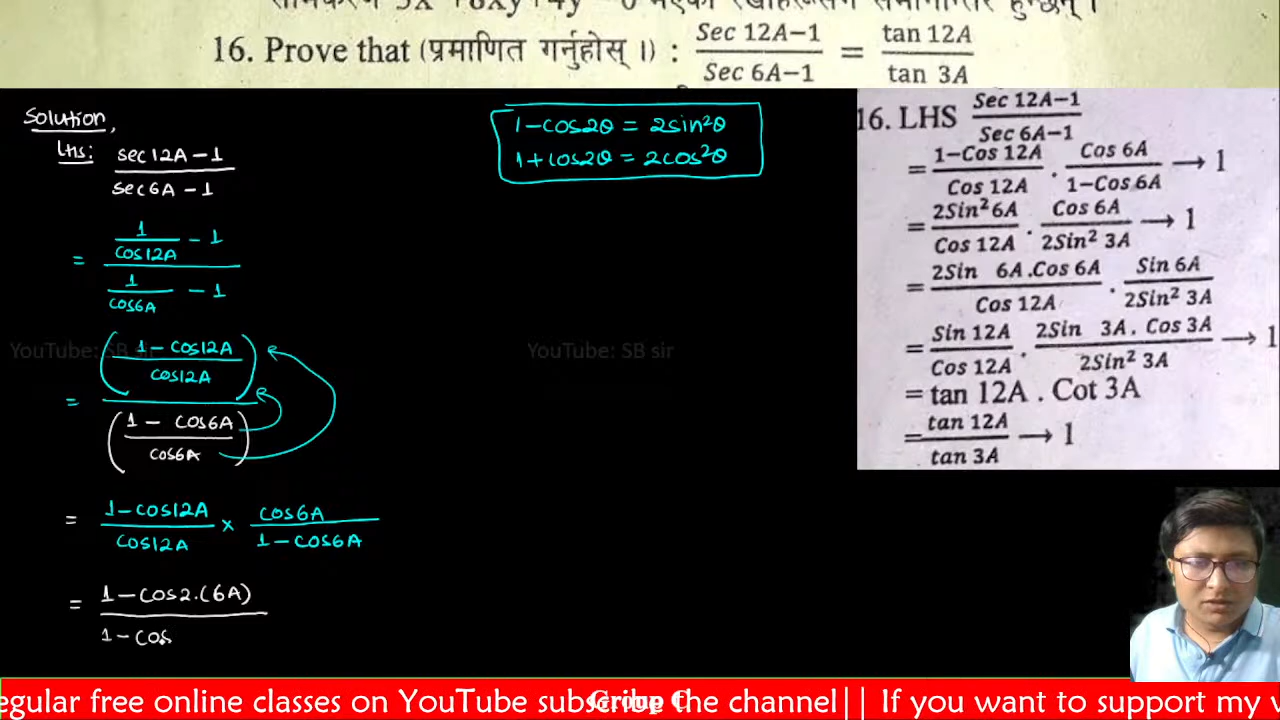 16. Prove that (प्रमाणित गर्नुहोस् ।) : Sec 12A−1 / Sec 6A−1 = tan 12A / tan 3A
Solution,
Lhs: sec12A − 1 / sec6A − 1
= (1/cos12A − 1) / (1/cos6A − 1)
= ((1 − cos12A) / cos12A) / ((1 − cos6A) / cos6A)
= 1−cos12A / cos12A × cos6A / 1−cos6A
= 1−cos2.(6A) / 1−cos
1−cos2θ = 2sin²θ
1+cos2θ = 2cos²θ
16. LHS Sec 12A−1 / Sec 6A−1
= 1−Cos 12A / Cos 12A . Cos 6A / 1−Cos 6A → 1
= 2Sin² 6A / Cos 12A . Cos 6A / 2Sin² 3A → 1
= 2Sin 6A .Cos 6A / Cos 12A . Sin 6A / 2Sin² 3A
= Sin 12A / Cos 12A . 2Sin 3A . Cos 3A / 2Sin² 3A → 1
= tan 12A . Cot 3A
= tan 12A / tan 3A → 1
YouTube: SB sir
YouTube: SB sir
egular free online classes on YouTube subscribe the channel|| If you want to support my